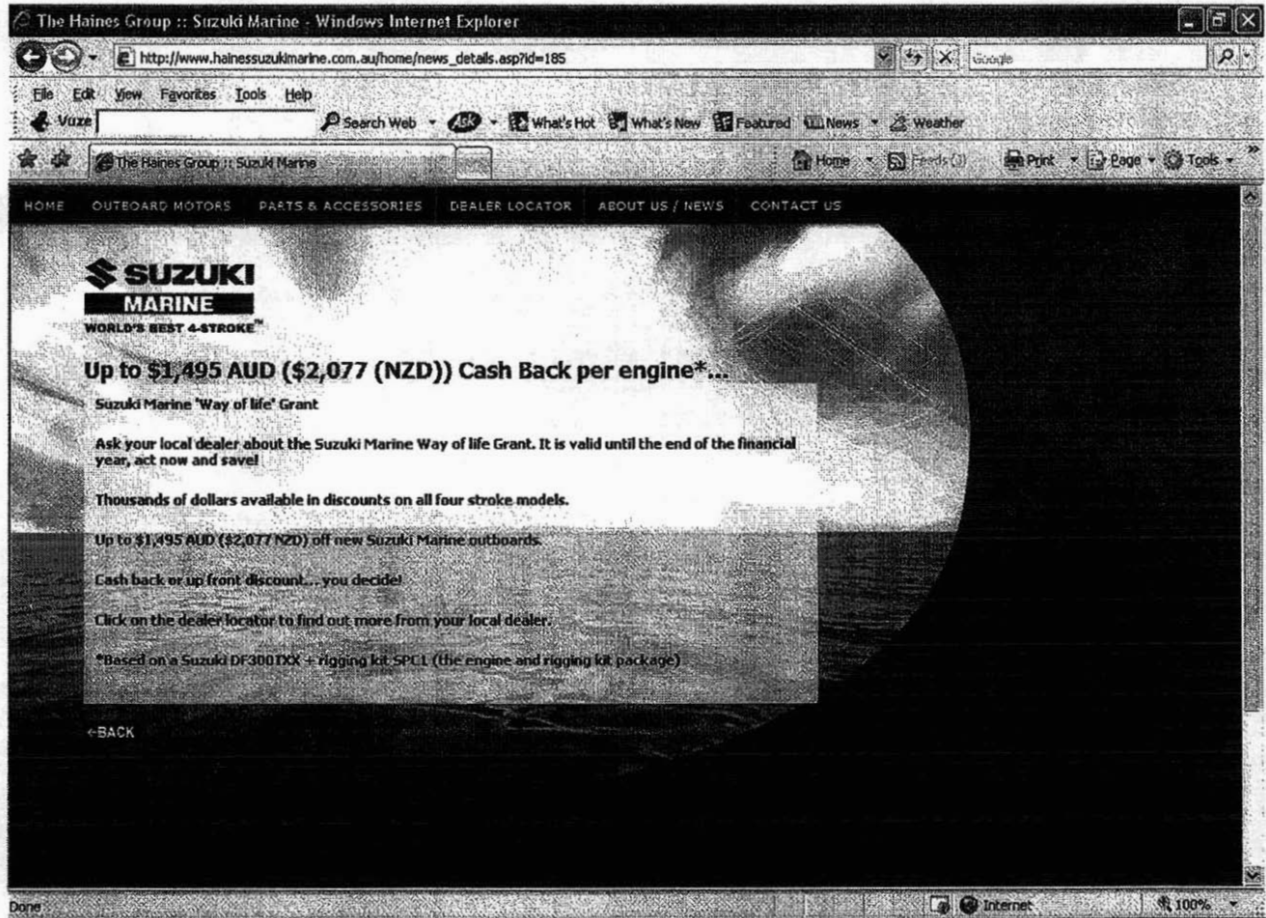 The Haines Group :: Suzuki Marine - Windows Internet Explorer
http://www.hainessuzukimarine.com.au/home/news_details.asp?id=185
Google
File Edit View Favorites Tools Help
Vuze Search Web Ask What's Hot What's New Featured News Weather
The Haines Group :: Suzuki Marine Home Feeds (J) Print Page Tools
HOME OUTBOARD MOTORS PARTS & ACCESSORIES DEALER LOCATOR ABOUT US / NEWS CONTACT US
SUZUKI
MARINE
WORLD'S BEST 4-STROKE™
Up to $1,495 AUD ($2,077 (NZD)) Cash Back per engine*...
Suzuki Marine 'Way of life' Grant
Ask your local dealer about the Suzuki Marine Way of life Grant. It is valid until the end of the financial
year, act now and save!
Thousands of dollars available in discounts on all four stroke models.
Up to $1,495 AUD ($2,077 NZD) off new Suzuki Marine outboards.
Cash back or up front discount... you decide!
Click on the dealer locator to find out more from your local dealer.
*Based on a Suzuki DF300TXX + rigging kit SPC1 (the engine and rigging kit package)
←BACK
Done Internet 100%